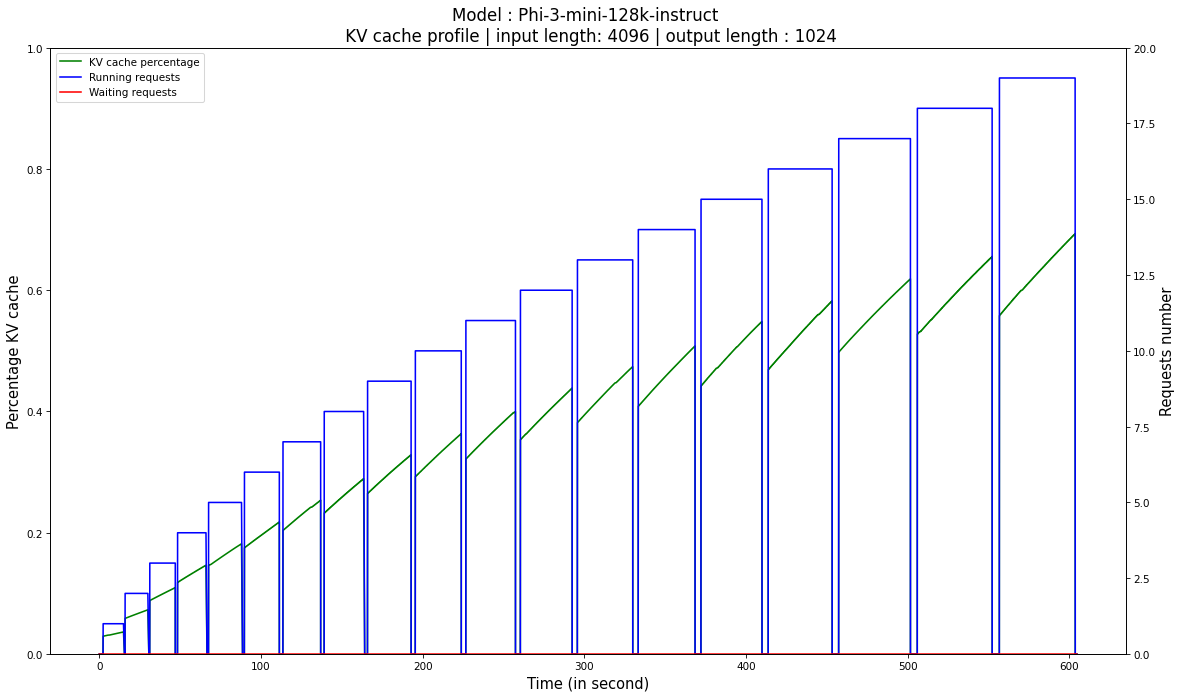 Model : Phi-3-mini-128k-instruct
KV cache profile | input length: 4096 | output length : 1024
KV cache percentage
Running requests
Waiting requests
Percentage KV cache
1.0
0.8
0.6
0.4
0.2
0.0
20.0
17.5
15.0
12.5
10.0
7.5
5.0
2.5
0.0
Requests number
0 100 200 300 400 500 600
Time (in second)